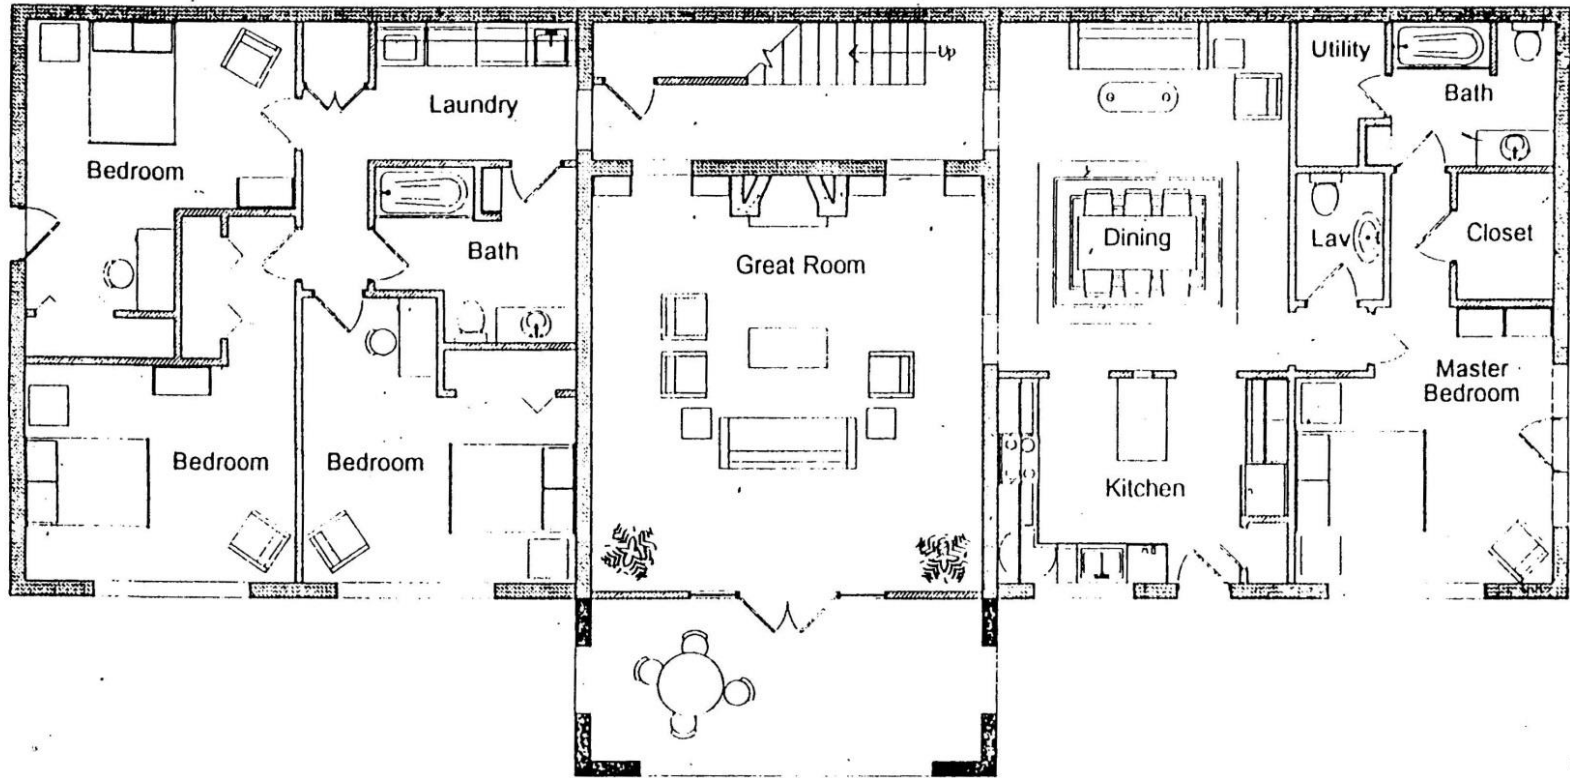 Up
Utility
Laundry
Bath
Bedroom
Bath
Great Room
Dining
Lav
Closet
Master
Bedroom
Bedroom
Bedroom
Kitchen